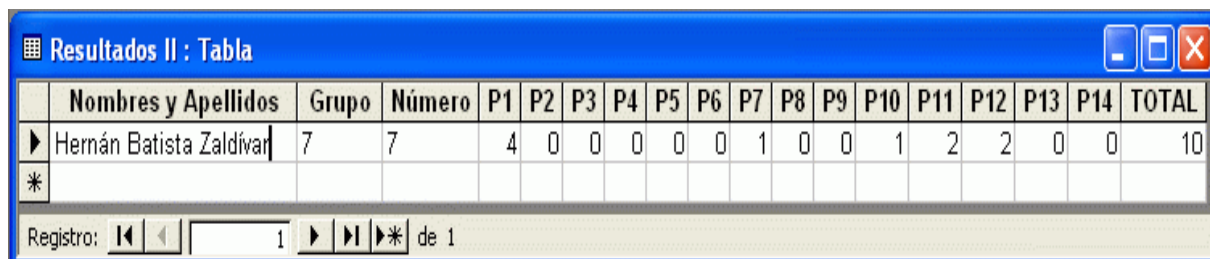 Resultados II : Tabla
Nombres y Apellidos Grupo Número P1 P2 P3 P4 P5 P6 P7 P8 P9 P10 P11 P12 P13 P14 TOTAL
Hernán Batista Zaldívar 7 7 4 0 0 0 0 0 1 0 0 1 2 2 0 0 10
Registro: 1 de 1